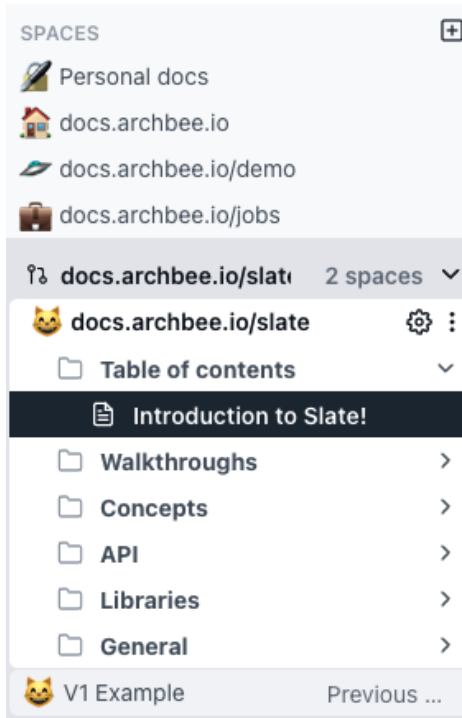 SPACES
Personal docs
docs.archbee.io
docs.archbee.io/demo
docs.archbee.io/jobs
docs.archbee.io/slate 2 spaces
docs.archbee.io/slate
Table of contents
Introduction to Slate!
Walkthroughs
Concepts
API
Libraries
General
V1 Example Previous ...